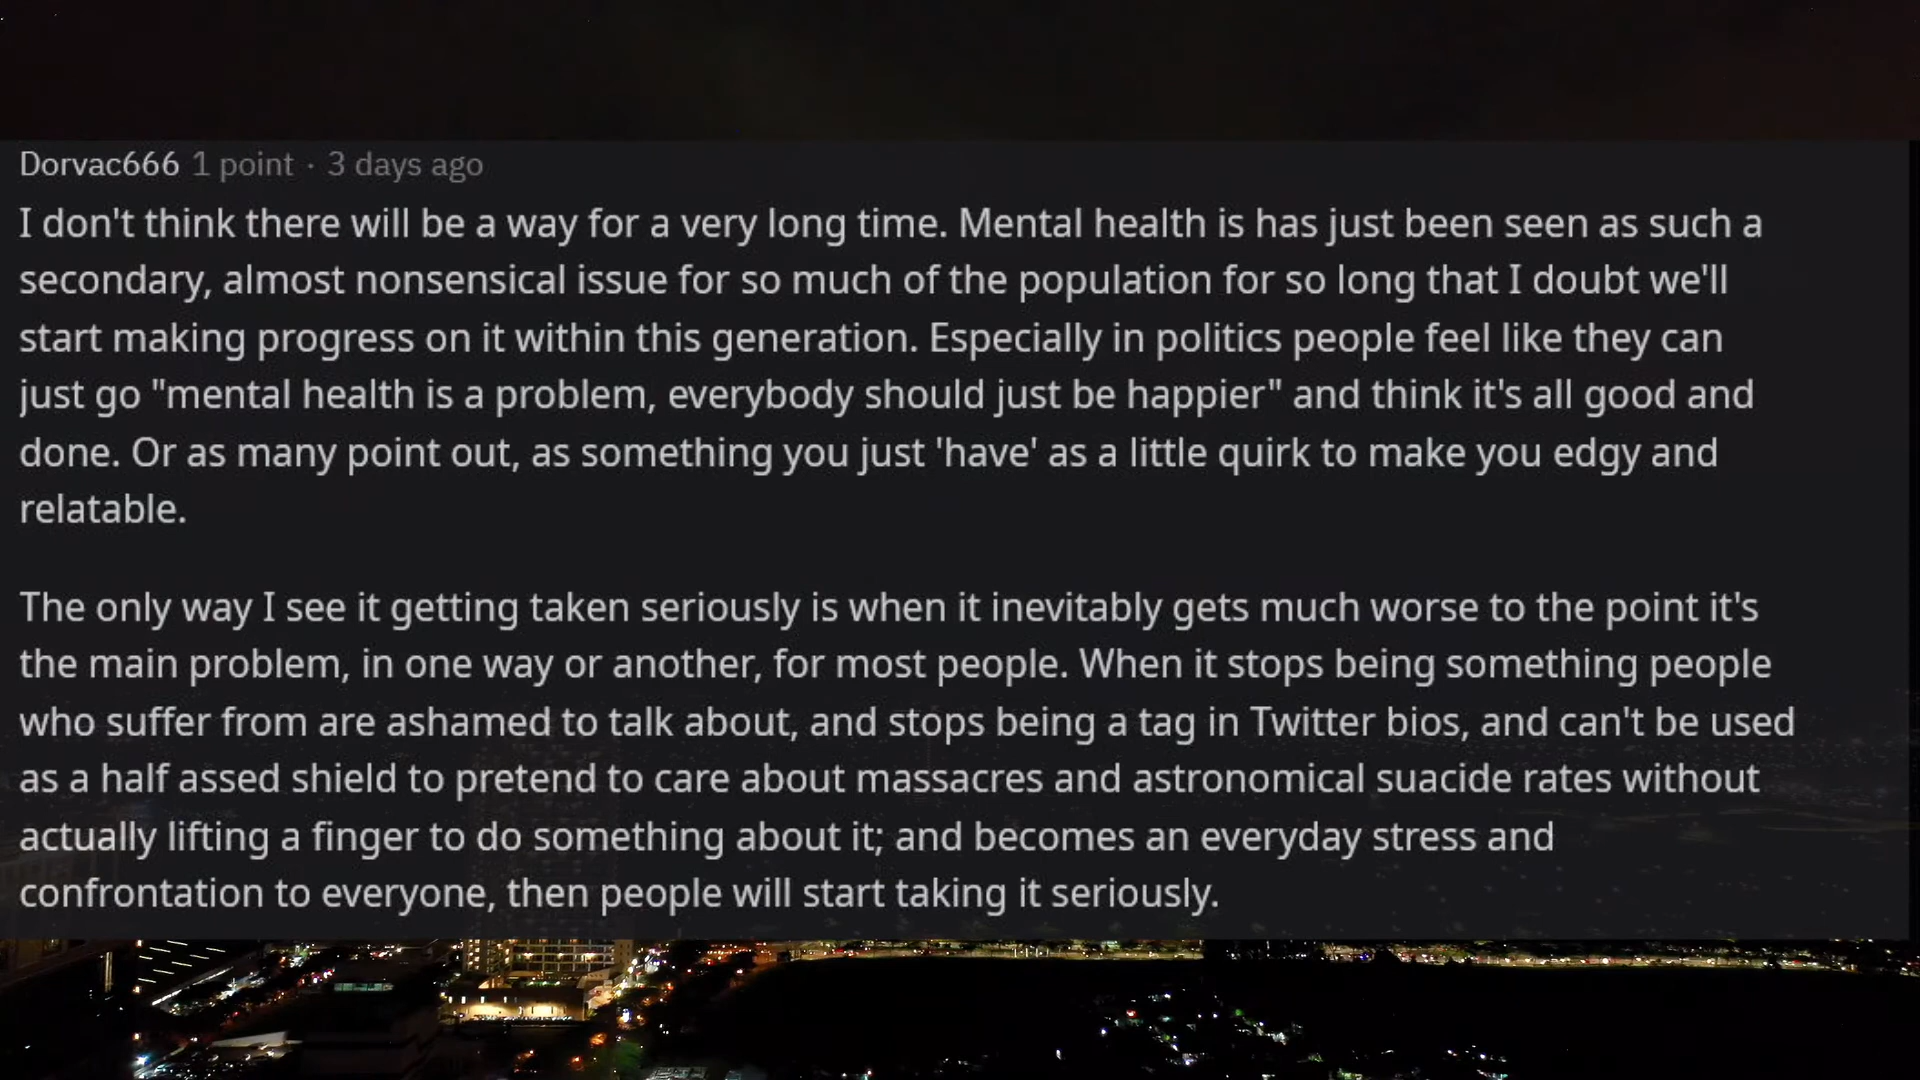 Dorvac666 1 point · 3 days ago
I don't think there will be a way for a very long time. Mental health is has just been seen as such a
secondary, almost nonsensical issue for so much of the population for so long that I doubt we'll
start making progress on it within this generation. Especially in politics people feel like they can
just go "mental health is a problem, everybody should just be happier" and think it's all good and
done. Or as many point out, as something you just 'have' as a little quirk to make you edgy and
relatable.
The only way I see it getting taken seriously is when it inevitably gets much worse to the point it's
the main problem, in one way or another, for most people. When it stops being something people
who suffer from are ashamed to talk about, and stops being a tag in Twitter bios, and can't be used
as a half assed shield to pretend to care about massacres and astronomical suacide rates without
actually lifting a finger to do something about it; and becomes an everyday stress and
confrontation to everyone, then people will start taking it seriously.